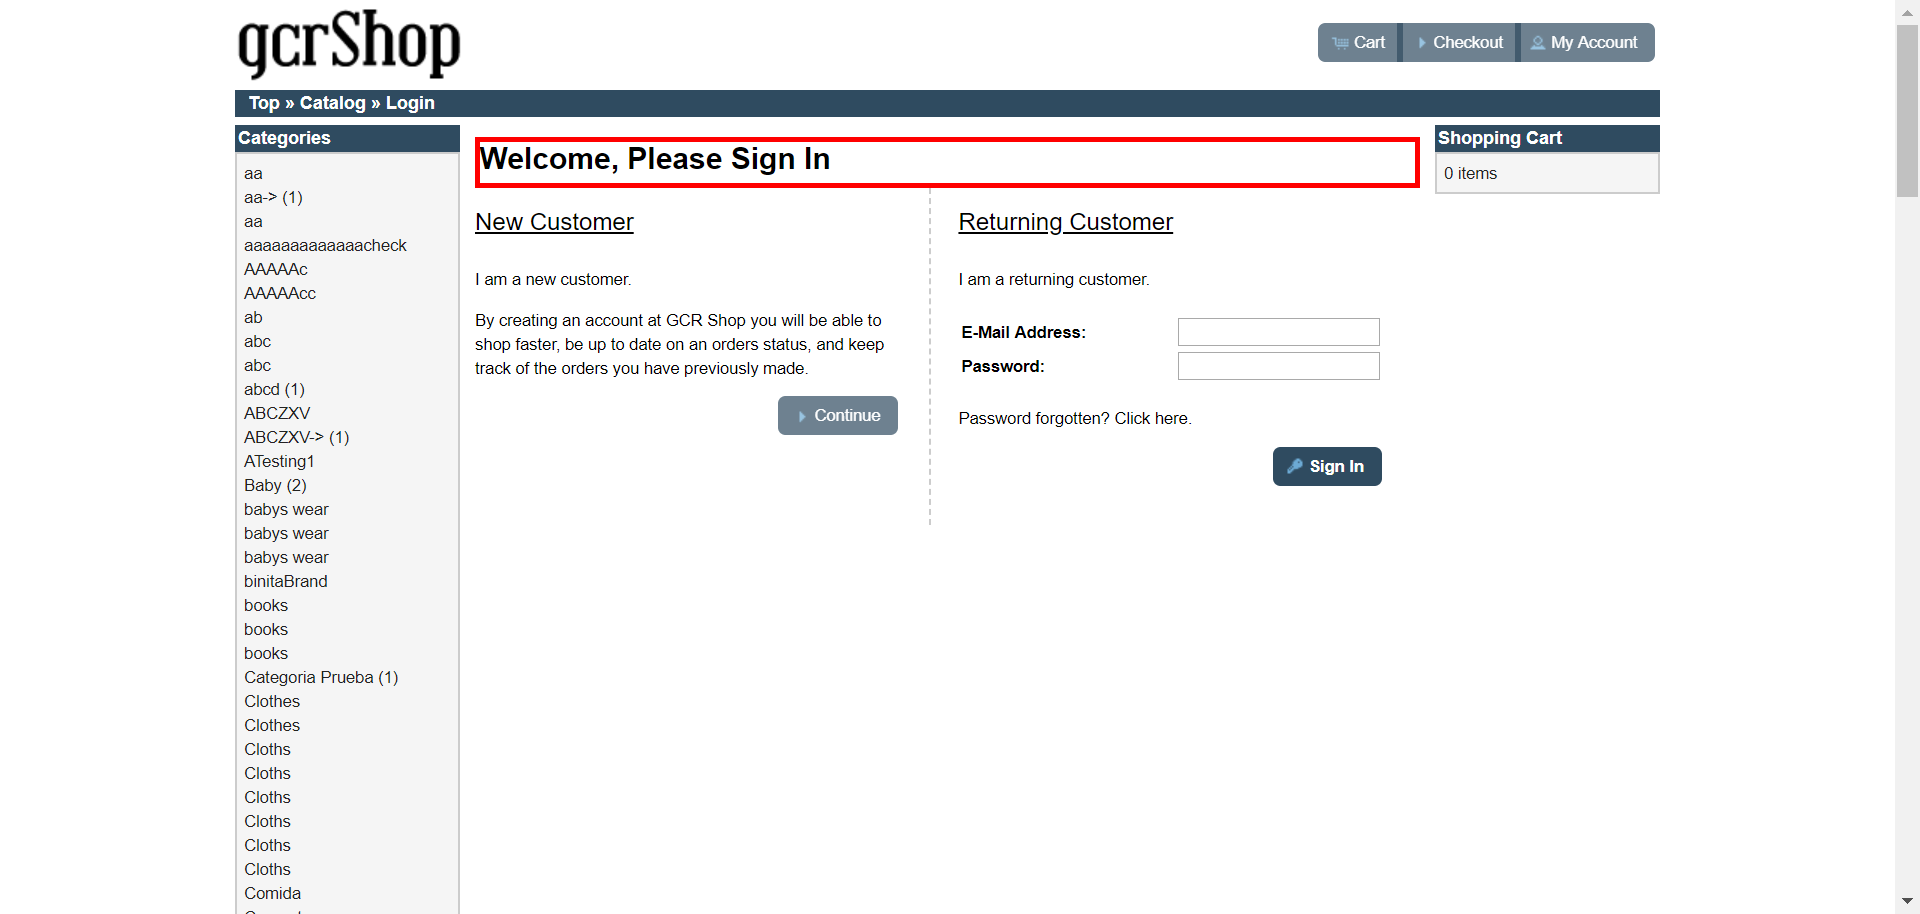 gcrShop
Cart
Checkout
My Account
Top » Catalog » Login
Categories
aa
aa-> (1)
aa
aaaaaaaaaaaaacheck
AAAAAc
AAAAAcc
ab
abc
abc
abcd (1)
ABCZXV
ABCZXV-> (1)
ATesting1
Baby (2)
babys wear
babys wear
babys wear
binitaBrand
books
books
books
Categoria Prueba (1)
Clothes
Clothes
Cloths
Cloths
Cloths
Cloths
Cloths
Cloths
Comida
Welcome, Please Sign In
New Customer
I am a new customer.
By creating an account at GCR Shop you will be able to
shop faster, be up to date on an orders status, and keep
track of the orders you have previously made.
Continue
Returning Customer
I am a returning customer.
E-Mail Address:
Password:
Password forgotten? Click here.
Sign In
Shopping Cart
0 items